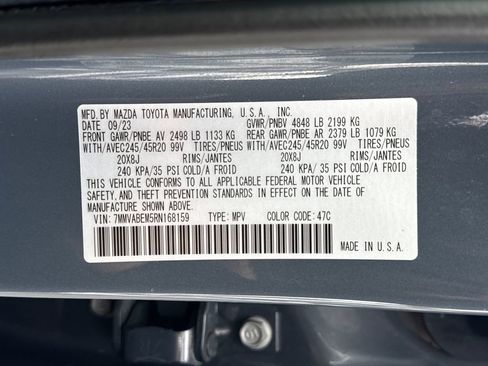 MFD. BY MAZDA TOYOTA MANUFACTURING, U.S.A., INC.
DATE 09/23 GVWR/PNBV 4848 LB 2199 KG
FRONT GAWR/PNBE AV 2498 LB 1133 KG REAR GAWR/PNBE AR 2379 LB 1079 KG
WITH/AVEC245/45R20 99V TIRES/PNEUS WITH/AVEC245/45R20 99V TIRES/PNEUS
20X8J RIMS/JANTES 20X8J RIMS/JANTES
240 KPA/ 35 PSI COLD/A FROID 240 KPA/ 35 PSI COLD/A FROID
THIS VEHICLE CONFORMS TO ALL APPLICABLE FEDERAL MOTOR VEHICLE
SAFETY, AND THEFT PREVENTION STANDARDS IN EFFECT ON THE DATE OF
MANUFACTURE SHOWN ABOVE.
VIN: 7MMVABEM5RN168159 TYPE: MPV COLOR CODE: 47C
MADE IN U.S.A.